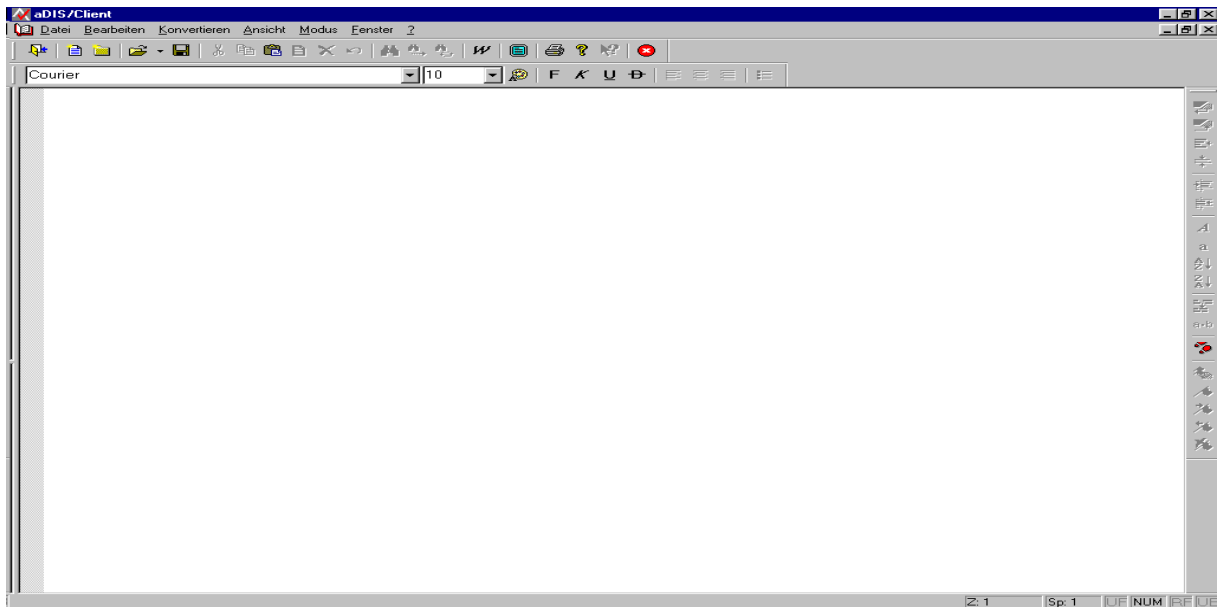 aDIS/Client
Datei Bearbeiten Konvertieren Ansicht Modus Fenster ?
Courier 10 F K U D
A
a
A Z
Z A
a•b
Z: 1 Sp: 1 UF NUM RF UE